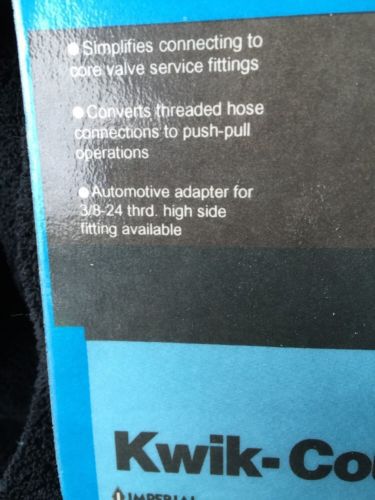 Simplifies connecting to
core valve service fittings
Converts threaded hose
connections to push-pull
operations
Automotive adapter for
3/8-24 thrd. high side
fitting available
Kwik-Co
IMPERIAL